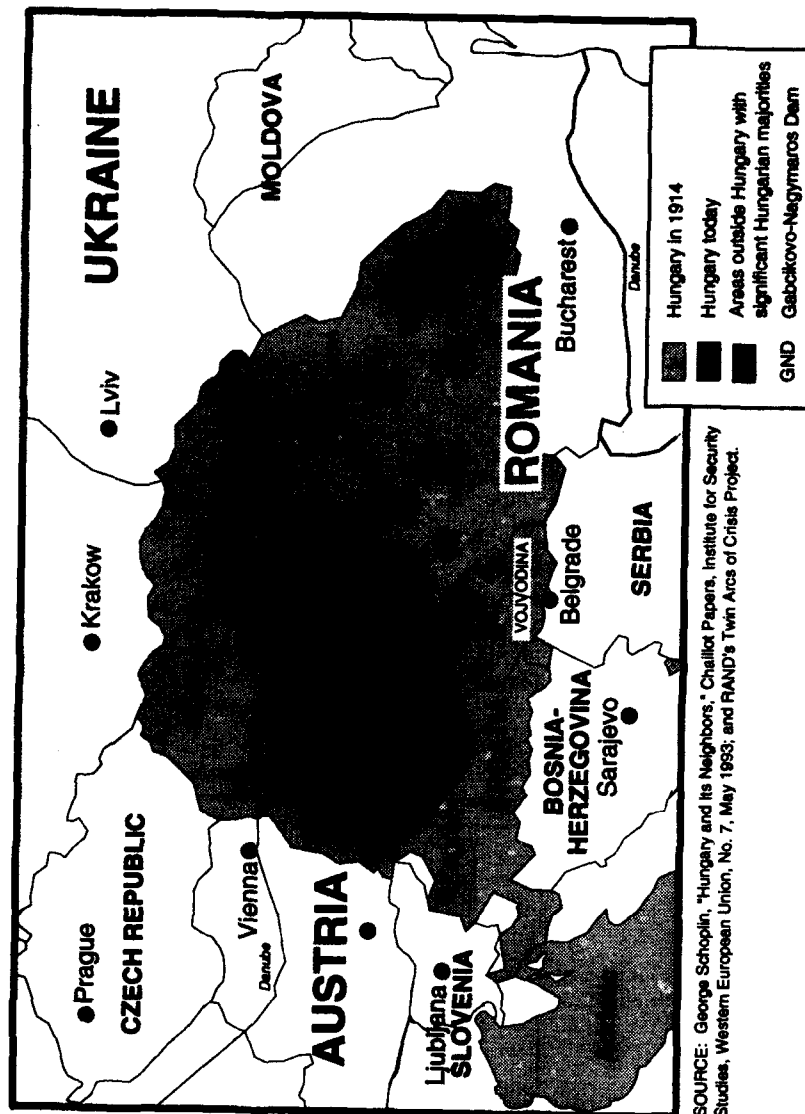 UKRAINE
MOLDOVA
Lviv
Krakow
Prague
CZECH REPUBLIC
Vienna
Danube
AUSTRIA
Ljubljana
SLOVENIA
ROMANIA
Bucharest
Danube
VOJVODINA
Belgrade
SERBIA
BOSNIA-
HERZEGOVINA
Sarajevo
Hungary in 1914
Hungary today
Areas outside Hungary with
significant Hungarian majorities
GND Gabcikovo-Nagymaros Dam
SOURCE: George Schoplin, "Hungary and Its Neighbors," Chaillot Papers, Institute for Security
Studies, Western European Union, No. 7, May 1993; and RAND's Twin Arcs of Crisis Project.